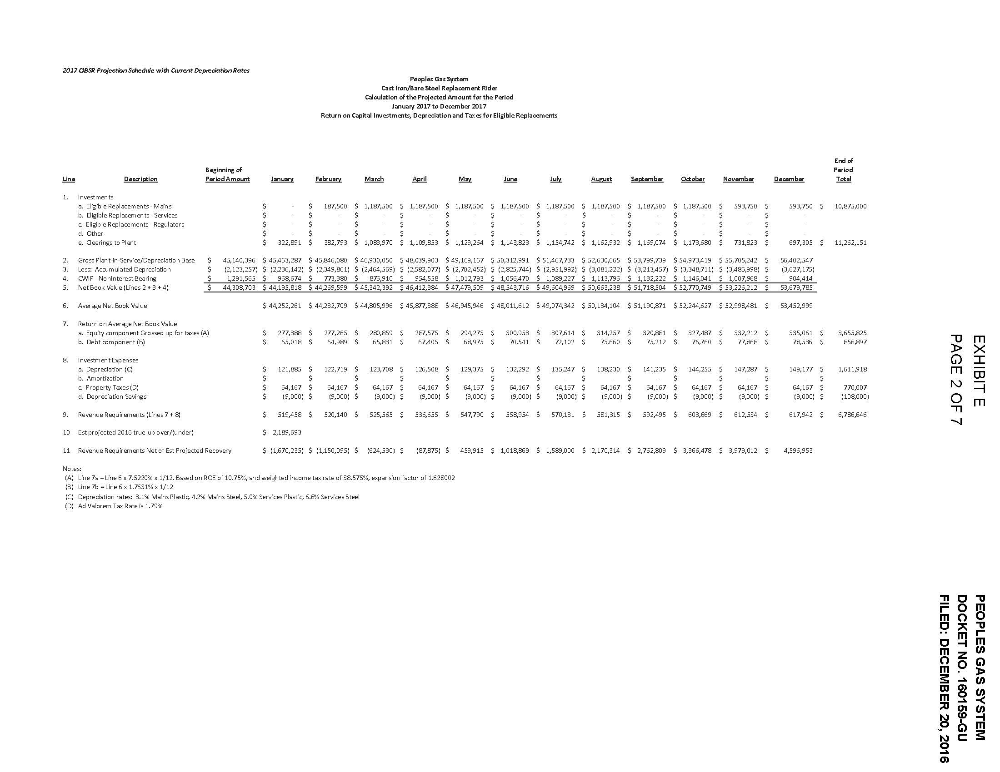 2017 CIBSR Projection Schedule with Current Depreciation Rates
Peoples Gas System
Cast Iron/Bare Steel Replacement Rider
Calculation of the Projected Amount for the Period
January 2017 to December 2017
Return on Capital Investments, Depreciation and Taxes for Eligible Replacements
End of
Beginning of Period
Line Description Period Amount January February March April May June July August September October November December Total
1. Investments
a. Eligible Replacements - Mains $ - $ 187,500 $ 1,187,500 $ 1,187,500 $ 1,187,500 $ 1,187,500 $ 1,187,500 $ 1,187,500 $ 1,187,500 $ 1,187,500 $ 593,750 $ 593,750 $ 10,875,000
b. Eligible Replacements - Services $ - $ - $ - $ - $ - $ - $ - $ - $ - $ - $ - $ -
c. Eligible Replacements - Regulators $ - $ - $ - $ - $ - $ - $ - $ - $ - $ - $ - $ -
d. Other $ - $ - $ - $ - $ - $ - $ - $ - $ - $ - $ - $ -
e. Clearings to Plant $ 322,891 $ 382,793 $ 1,083,970 $ 1,109,853 $ 1,129,264 $ 1,143,823 $ 1,154,742 $ 1,162,932 $ 1,169,074 $ 1,173,680 $ 731,823 $ 697,305 $ 11,262,151
2. Gross Plant-in-Service/Depreciation Base $ 45,140,396 $ 45,463,287 $ 45,846,080 $ 46,930,050 $ 48,039,903 $ 49,169,167 $ 50,312,991 $ 51,467,733 $ 52,630,665 $ 53,799,739 $ 54,973,419 $ 55,705,242 $ 56,402,547
3. Less: Accumulated Depreciation $ (2,123,257) $ (2,236,142) $ (2,349,861) $ (2,464,569) $ (2,582,077) $ (2,702,452) $ (2,825,744) $ (2,951,992) $ (3,081,222) $ (3,213,457) $ (3,348,711) $ (3,486,998) $ (3,627,175)
4. CWIP - NonInterest Bearing $ 1,291,565 $ 968,674 $ 773,380 $ 876,910 $ 954,558 $ 1,012,793 $ 1,056,470 $ 1,089,227 $ 1,113,796 $ 1,132,222 $ 1,146,041 $ 1,007,968 $ 904,414
5. Net Book Value (Lines 2 + 3 + 4) $ 44,308,703 $ 44,195,818 $ 44,269,599 $ 45,342,392 $ 46,412,384 $ 47,479,509 $ 48,543,716 $ 49,604,969 $ 50,663,238 $ 51,718,504 $ 52,770,749 $ 53,226,212 $ 53,679,785
6. Average Net Book Value $ 44,252,261 $ 44,232,709 $ 44,805,996 $ 45,877,388 $ 46,945,946 $ 48,011,612 $ 49,074,342 $ 50,134,104 $ 51,190,871 $ 52,244,627 $ 52,998,481 $ 53,452,999
7. Return on Average Net Book Value
a. Equity component Grossed up for taxes (A) $ 277,388 $ 277,265 $ 280,859 $ 287,575 $ 294,273 $ 300,953 $ 307,614 $ 314,257 $ 320,881 $ 327,487 $ 332,212 $ 335,061 $ 3,655,825
b. Debt component (B) $ 65,018 $ 64,989 $ 65,831 $ 67,405 $ 68,975 $ 70,541 $ 72,102 $ 73,660 $ 75,212 $ 76,760 $ 77,868 $ 78,536 $ 856,897
8. Investment Expenses
a. Depreciation (C) $ 121,885 $ 122,719 $ 123,708 $ 126,508 $ 129,375 $ 132,292 $ 135,247 $ 138,230 $ 141,235 $ 144,255 $ 147,287 $ 149,177 $ 1,611,918
b. Amortization $ - $ - $ - $ - $ - $ - $ - $ - $ - $ - $ - $ - $ -
c. Property Taxes (D) $ 64,167 $ 64,167 $ 64,167 $ 64,167 $ 64,167 $ 64,167 $ 64,167 $ 64,167 $ 64,167 $ 64,167 $ 64,167 $ 64,167 $ 770,007
d. Depreciation Savings $ (9,000) $ (9,000) $ (9,000) $ (9,000) $ (9,000) $ (9,000) $ (9,000) $ (9,000) $ (9,000) $ (9,000) $ (9,000) $ (9,000) $ (108,000)
9. Revenue Requirements (Lines 7 + 8) $ 519,458 $ 520,140 $ 525,565 $ 536,655 $ 547,790 $ 558,954 $ 570,131 $ 581,315 $ 592,495 $ 603,669 $ 612,534 $ 617,942 $ 6,786,646
10 Est projected 2016 true-up over/(under) $ 2,189,693
11 Revenue Requirements Net of Est Projected Recovery $ (1,670,235) $ (1,150,095) $ (624,530) $ (87,875) $ 459,915 $ 1,018,869 $ 1,589,000 $ 2,170,314 $ 2,762,809 $ 3,366,478 $ 3,979,012 $ 4,596,953
Notes:
(A) Line 7a = Line 6 x 7.5220% x 1/12. Based on ROE of 10.75%, and weighted income tax rate of 38.575%, expansion factor of 1.628002
(B) Line 7b = Line 6 x 1.7631% x 1/12
(C) Depreciation rates: 3.1% Mains Plastic, 4.2% Mains Steel, 5.0% Services Plastic, 6.6% Services Steel
(D) Ad Valorem Tax Rate is 1.79%
EXHIBIT E
PAGE 2 OF 7
PEOPLES GAS SYSTEM
DOCKET NO. 160159-GU
FILED: DECEMBER 20, 2016